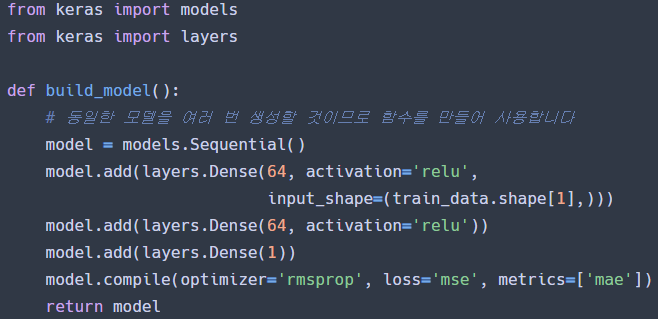 from keras import models
from keras import layers

def build_model():
    # 동일한 모델을 여러 번 생성할 것이므로 함수를 만들어 사용합니다
    model = models.Sequential()
    model.add(layers.Dense(64, activation='relu',
                           input_shape=(train_data.shape[1],)))
    model.add(layers.Dense(64, activation='relu'))
    model.add(layers.Dense(1))
    model.compile(optimizer='rmsprop', loss='mse', metrics=['mae'])
    return model